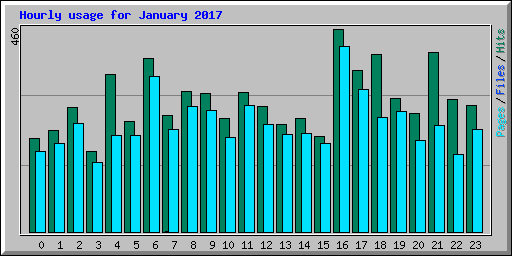 Hourly usage for January 2017
460
Pages/Files/Hits
0 1 2 3 4 5 6 7 8 9 10 11 12 13 14 15 16 17 18 19 20 21 22 23